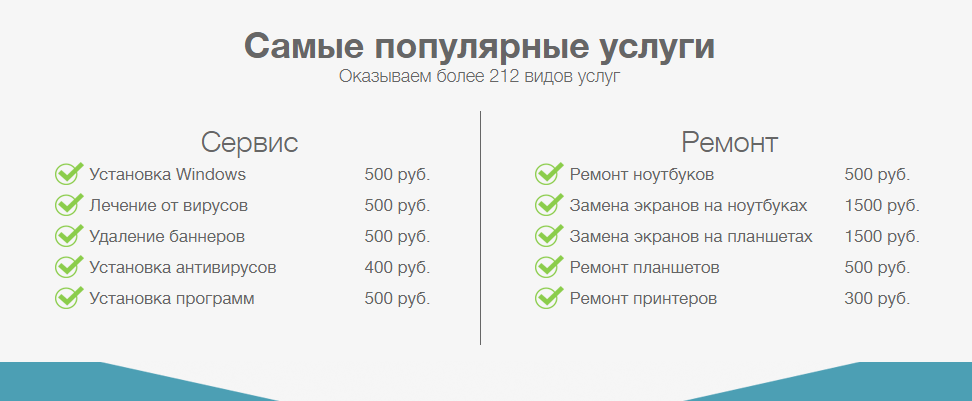 Самые популярные услуги
Оказываем более 212 видов услуг
Сервис
Установка Windows 500 руб.
Лечение от вирусов 500 руб.
Удаление баннеров 500 руб.
Установка антивирусов 400 руб.
Установка программ 500 руб.
Ремонт
Ремонт ноутбуков 500 руб.
Замена экранов на ноутбуках 1500 руб.
Замена экранов на планшетах 1500 руб.
Ремонт планшетов 500 руб.
Ремонт принтеров 300 руб.